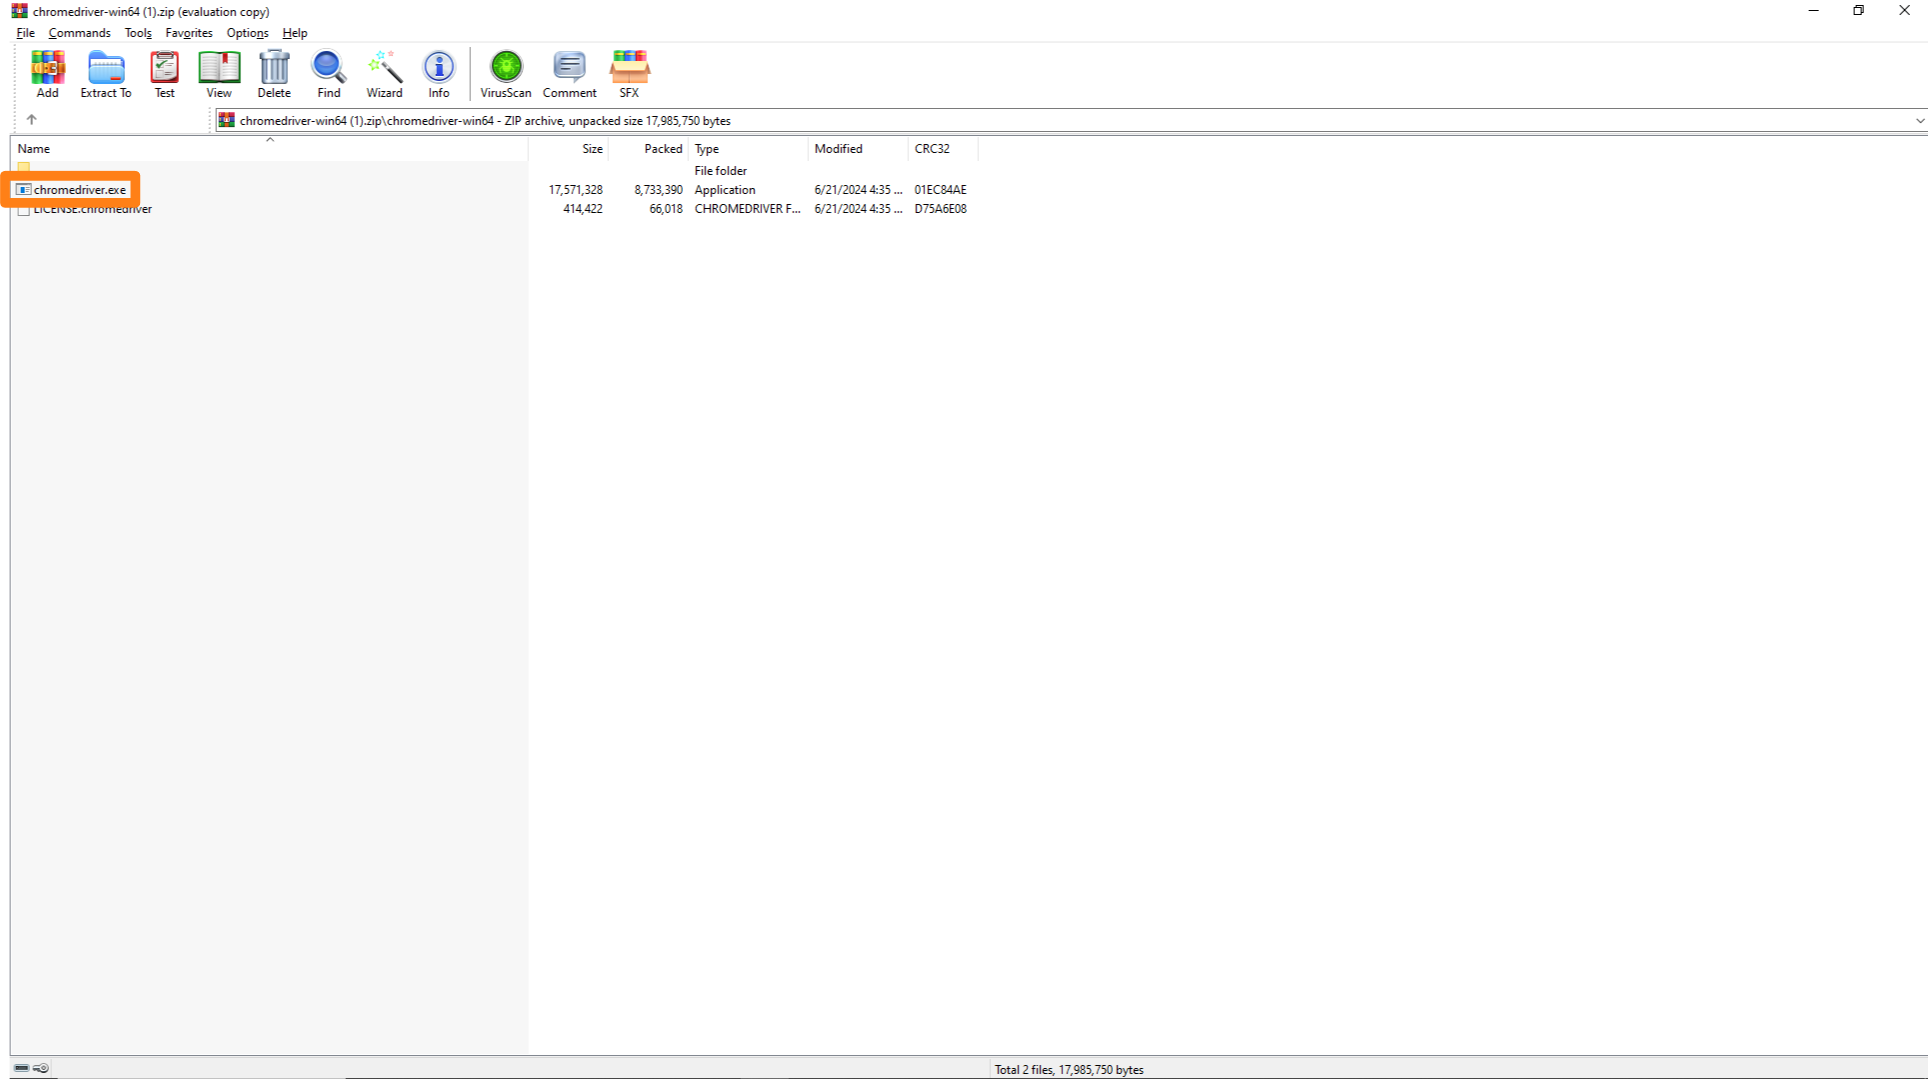 chromedriver-win64 (1).zip (evaluation copy)
File Commands Tools Favorites Options Help
Add Extract To Test View Delete Find Wizard Info VirusScan Comment SFX
chromedriver-win64 (1).zip\chromedriver-win64 - ZIP archive, unpacked size 17,985,750 bytes
Name Size Packed Type Modified CRC32
File folder
chromedriver.exe 17,571,328 8,733,390 Application 6/21/2024 4:35 ... 01EC84AE
LICENSE.chromedriver 414,422 66,018 CHROMEDRIVER F... 6/21/2024 4:35 ... D75A6E08
Total 2 files, 17,985,750 bytes